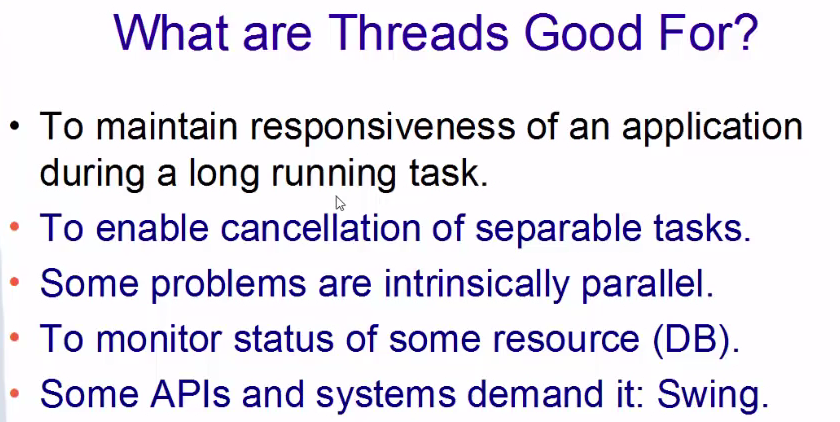 What are Threads Good For?
• To maintain responsiveness of an application
during a long running task.
• To enable cancellation of separable tasks.
• Some problems are intrinsically parallel.
• To monitor status of some resource (DB).
• Some APIs and systems demand it: Swing.